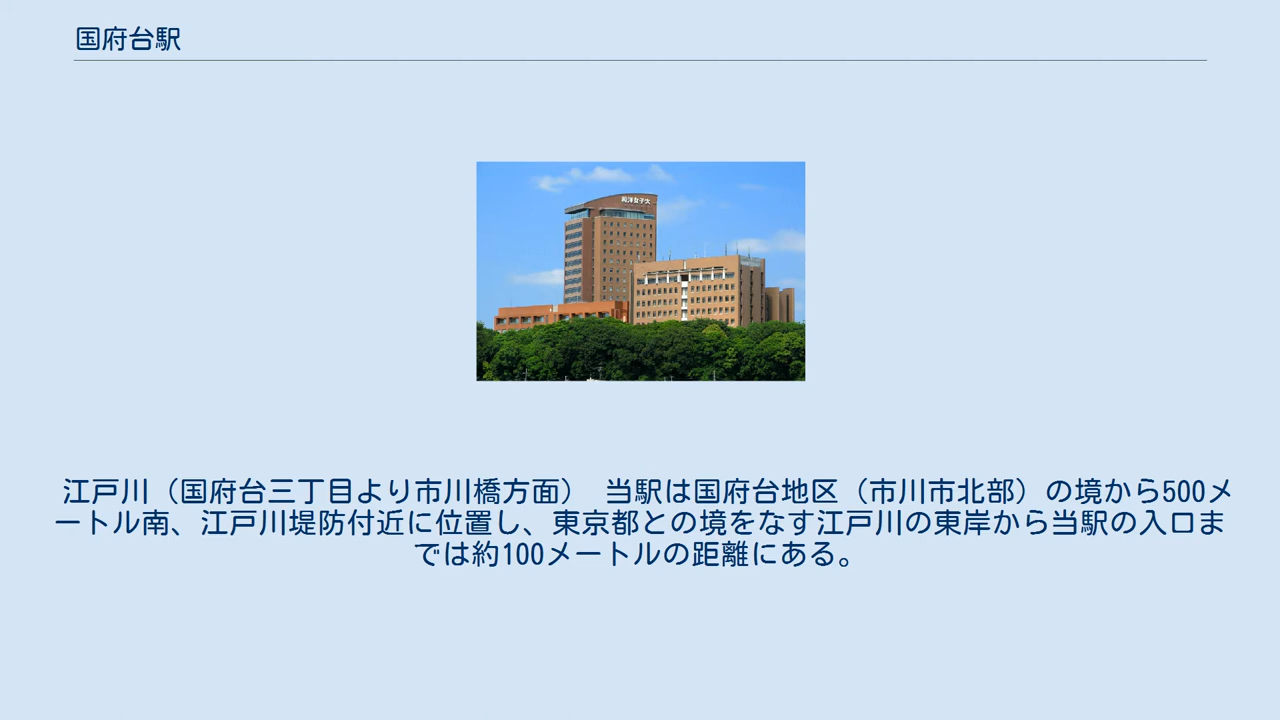 国府台駅
和洋女子大
江戸川（国府台三丁目より市川橋方面）　当駅は国府台地区（市川市北部）の境から500メ
ートル南、江戸川堤防付近に位置し、東京都との境をなす江戸川の東岸から当駅の入口ま
では約100メートルの距離にある。